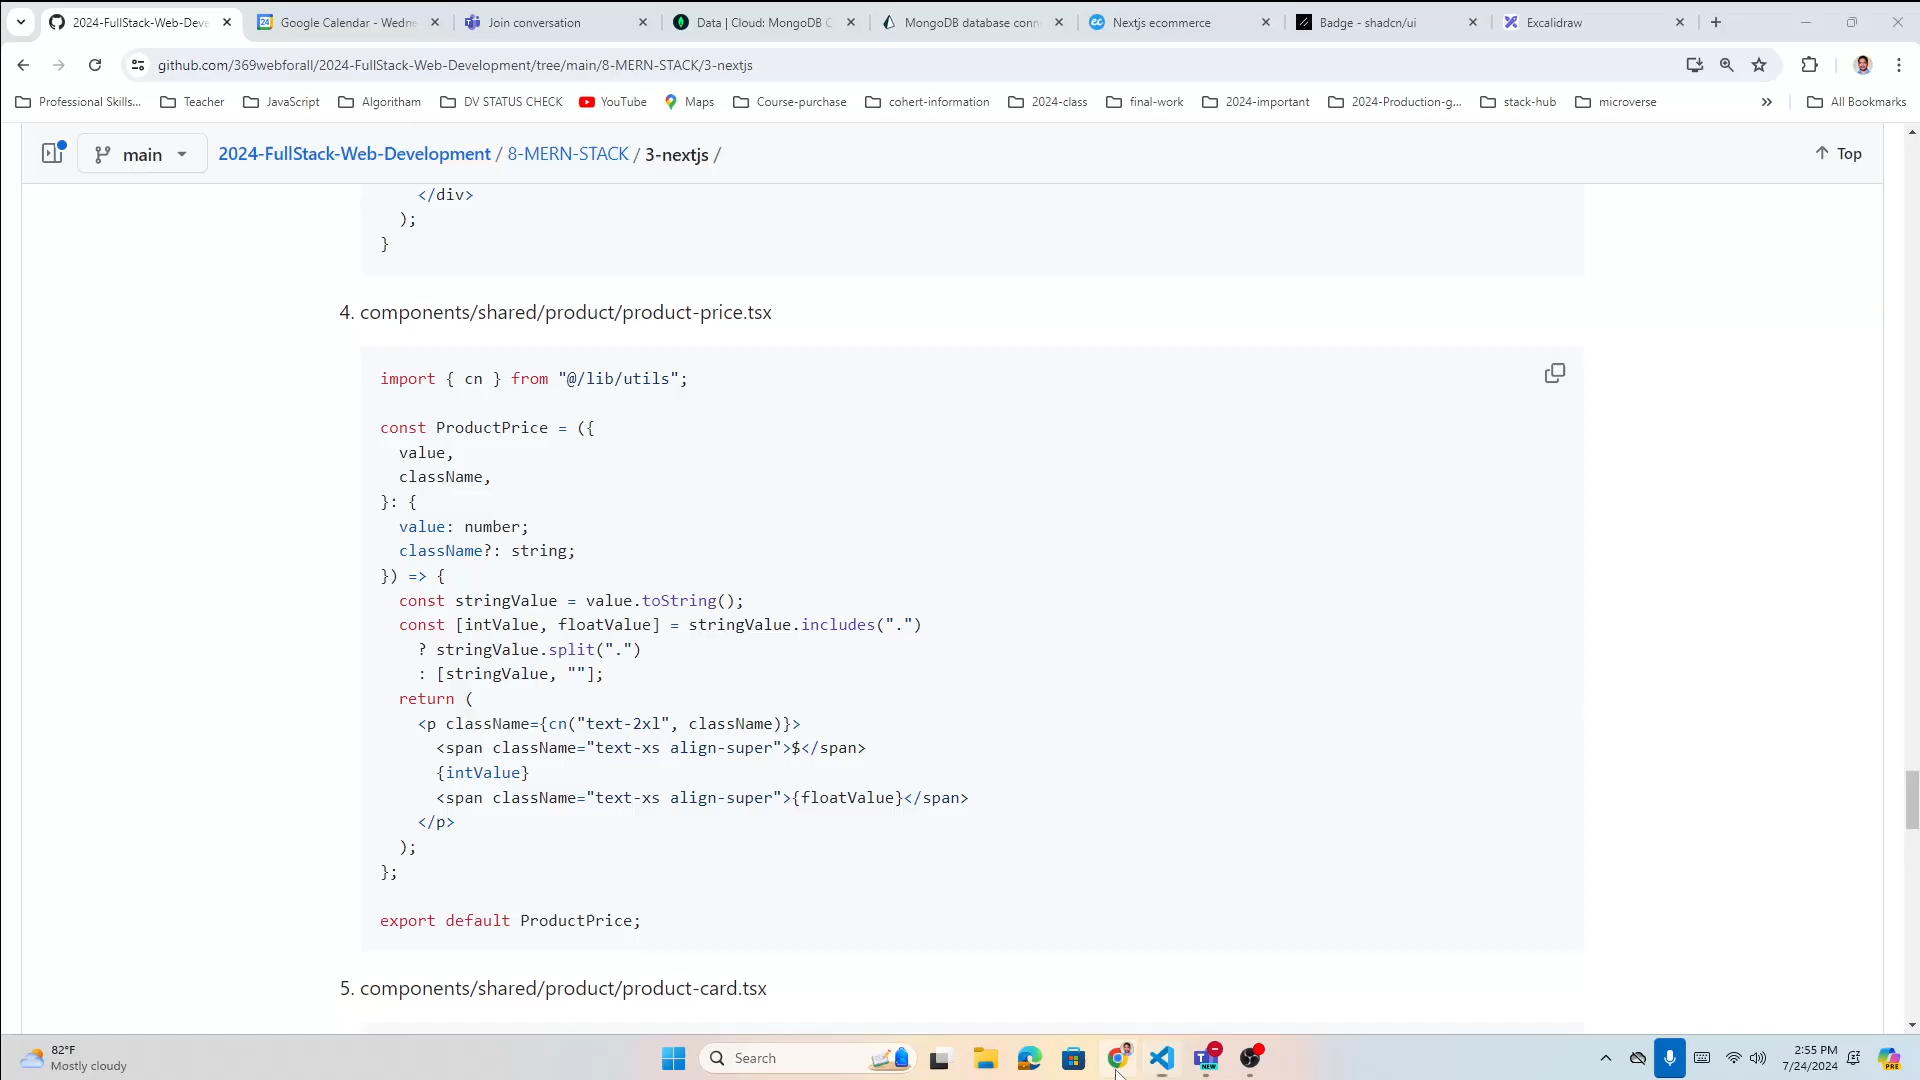 2024-FullStack-Web-Deve
Google Calendar - Wedne
Join conversation
Data | Cloud: MongoDB C
MongoDB database conn
Nextjs ecommerce
Badge - shadcn/ui
Excalidraw
github.com/369webforall/2024-FullStack-Web-Development/tree/main/8-MERN-STACK/3-nextjs
Professional Skills...
Teacher
JavaScript
Algoritham
DV STATUS CHECK
YouTube
Maps
Course-purchase
cohert-information
2024-class
final-work
2024-important
2024-Production-g...
stack-hub
microverse
»
All Bookmarks
main
2024-FullStack-Web-Development / 8-MERN-STACK / 3-nextjs /
Top
</div>
);
}
4. components/shared/product/product-price.tsx
import { cn } from "@/lib/utils";
const ProductPrice = ({
value,
className,
}: {
value: number;
className?: string;
}) => {
const stringValue = value.toString();
const [intValue, floatValue] = stringValue.includes(".")
? stringValue.split(".")
: [stringValue, ""];
return (
<p className={cn("text-2xl", className)}>
<span className="text-xs align-super">$</span>
{intValue}
<span className="text-xs align-super">{floatValue}</span>
</p>
);
};
export default ProductPrice;
5. components/shared/product/product-card.tsx
82°F
Mostly cloudy
Search
NEW
2:55 PM
7/24/2024
PRE